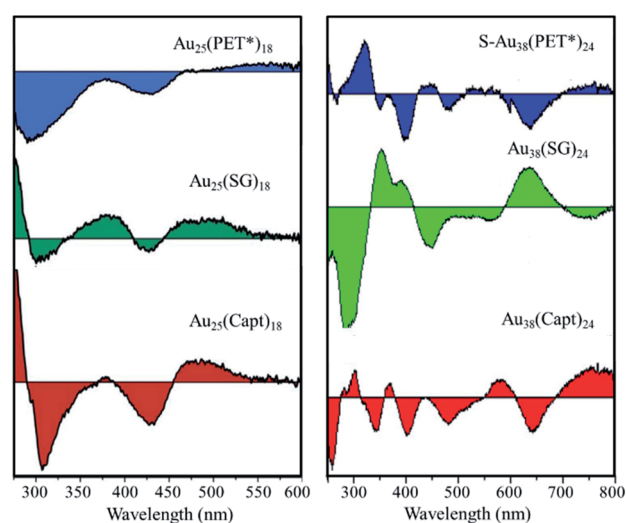 Au₂₅(PET*)₁₈
Au₂₅(SG)₁₈
Au₂₅(Capt)₁₈
300 350 400 450 500 550 600
Wavelength (nm)
S-Au₃₈(PET*)₂₄
Au₃₈(SG)₂₄
Au₃₈(Capt)₂₄
300 400 500 600 700 800
Wavelength (nm)